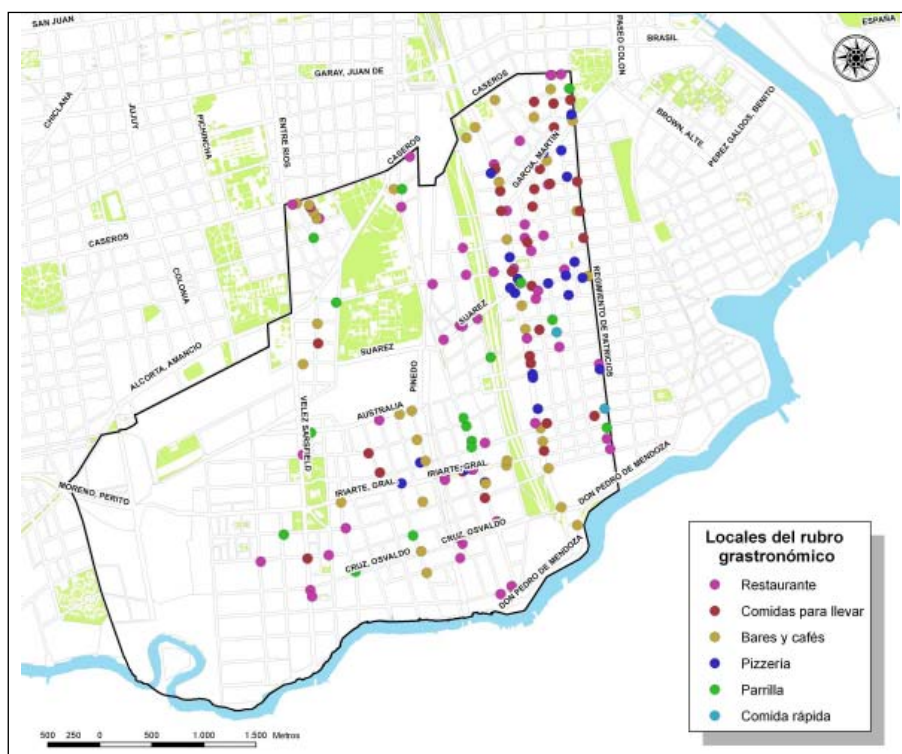 SAN JUAN
ESPAÑA
PASEO COLON
BRASIL
GARAY, JUAN DE
CASEROS
CHICLANA
JUJUY
PICHINCHA
ENTRE RIOS
CASEROS
BROWN, ALTE.
PEREZ GALDOS, BENITO
GARCIA, MARTIN
CASEROS
COLONIA
REGIMIENTO DE PATRICIOS
SUAREZ
ALCORTA, AMANCIO
SUAREZ
PINEDO
VELEZ SARSFIELD
AUSTRALIA
IRIARTE, GRAL
IRIARTE, GRAL
MORENO, PERITO
DON PEDRO DE MENDOZA
CRUZ, OSVALDO
CRUZ, OSVALDO
DON PEDRO DE MENDOZA
Locales del rubro
grastronómico
Restaurante
Comidas para llevar
Bares y cafés
Pizzería
Parrilla
Comida rápida
500 250 0 500 1.000 1.500 Metros